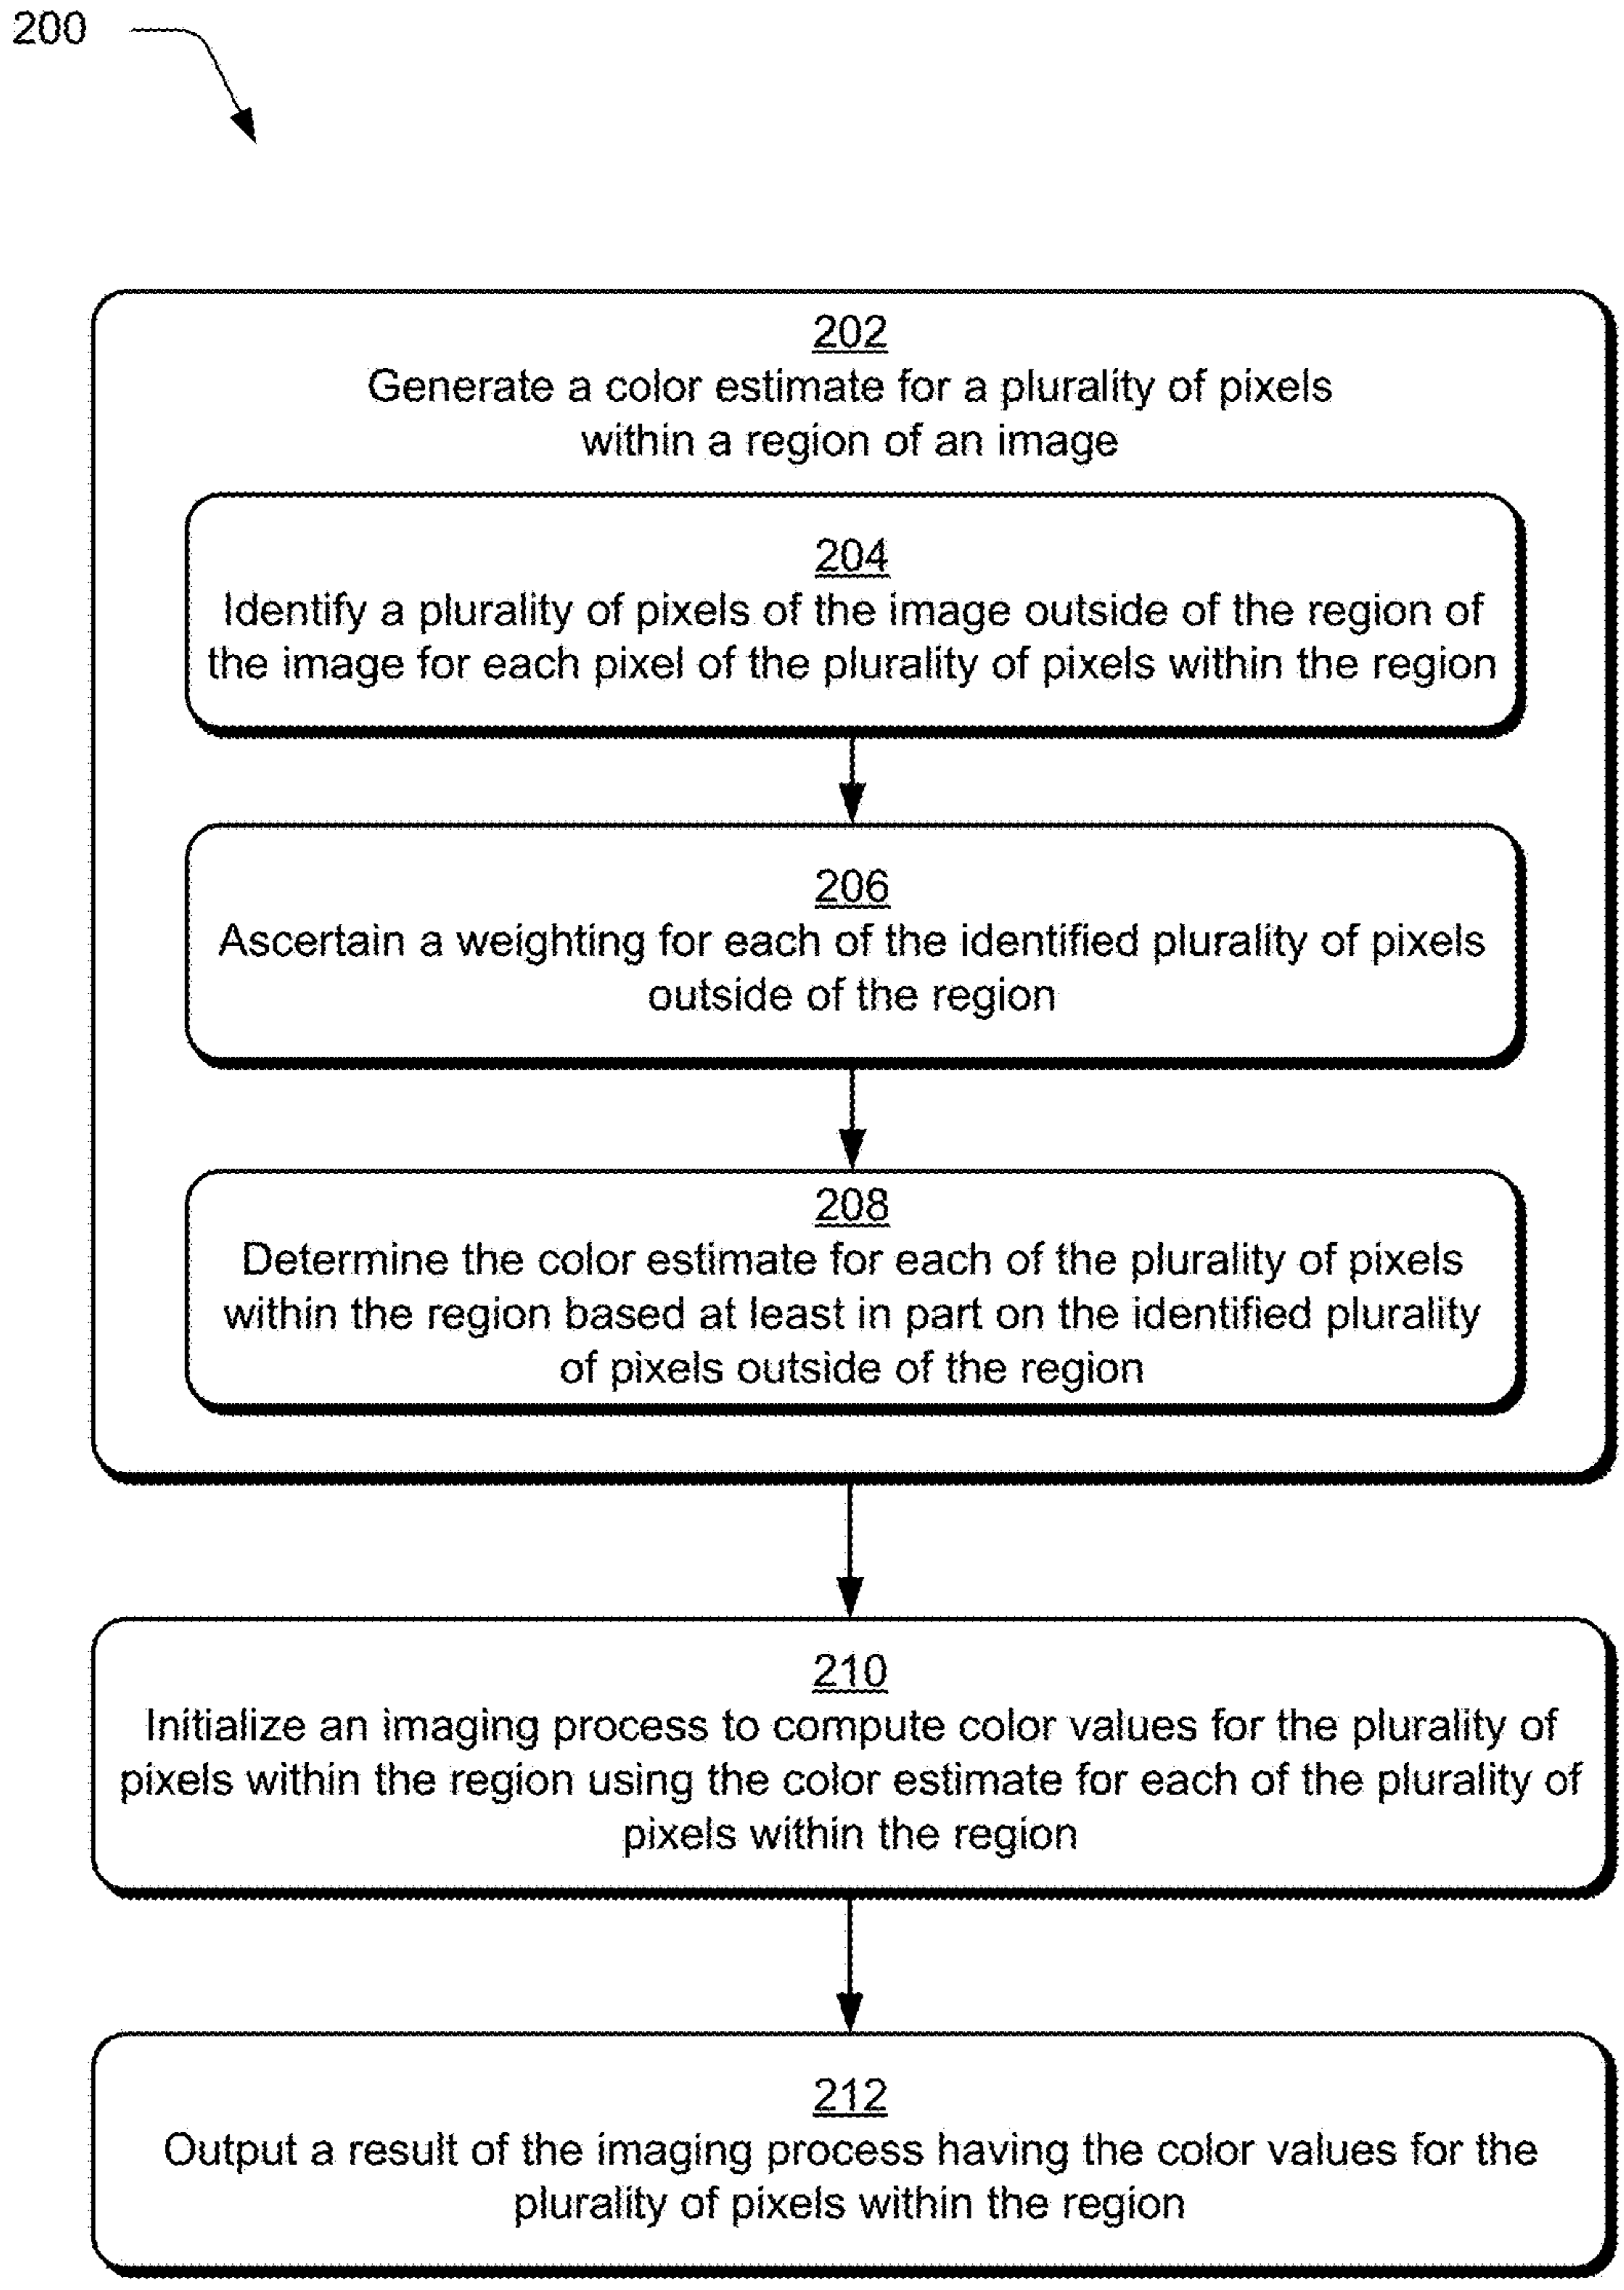 200
202
Generate a color estimate for a plurality of pixels
within a region of an image
204
Identify a plurality of pixels of the image outside of the region of
the image for each pixel of the plurality of pixels within the region
206
Ascertain a weighting for each of the identified plurality of pixels
outside of the region
208
Determine the color estimate for each of the plurality of pixels
within the region based at least in part on the identified plurality
of pixels outside of the region
210
Initialize an imaging process to compute color values for the plurality of
pixels within the region using the color estimate for each of the plurality of
pixels within the region
212
Output a result of the imaging process having the color values for the
plurality of pixels within the region